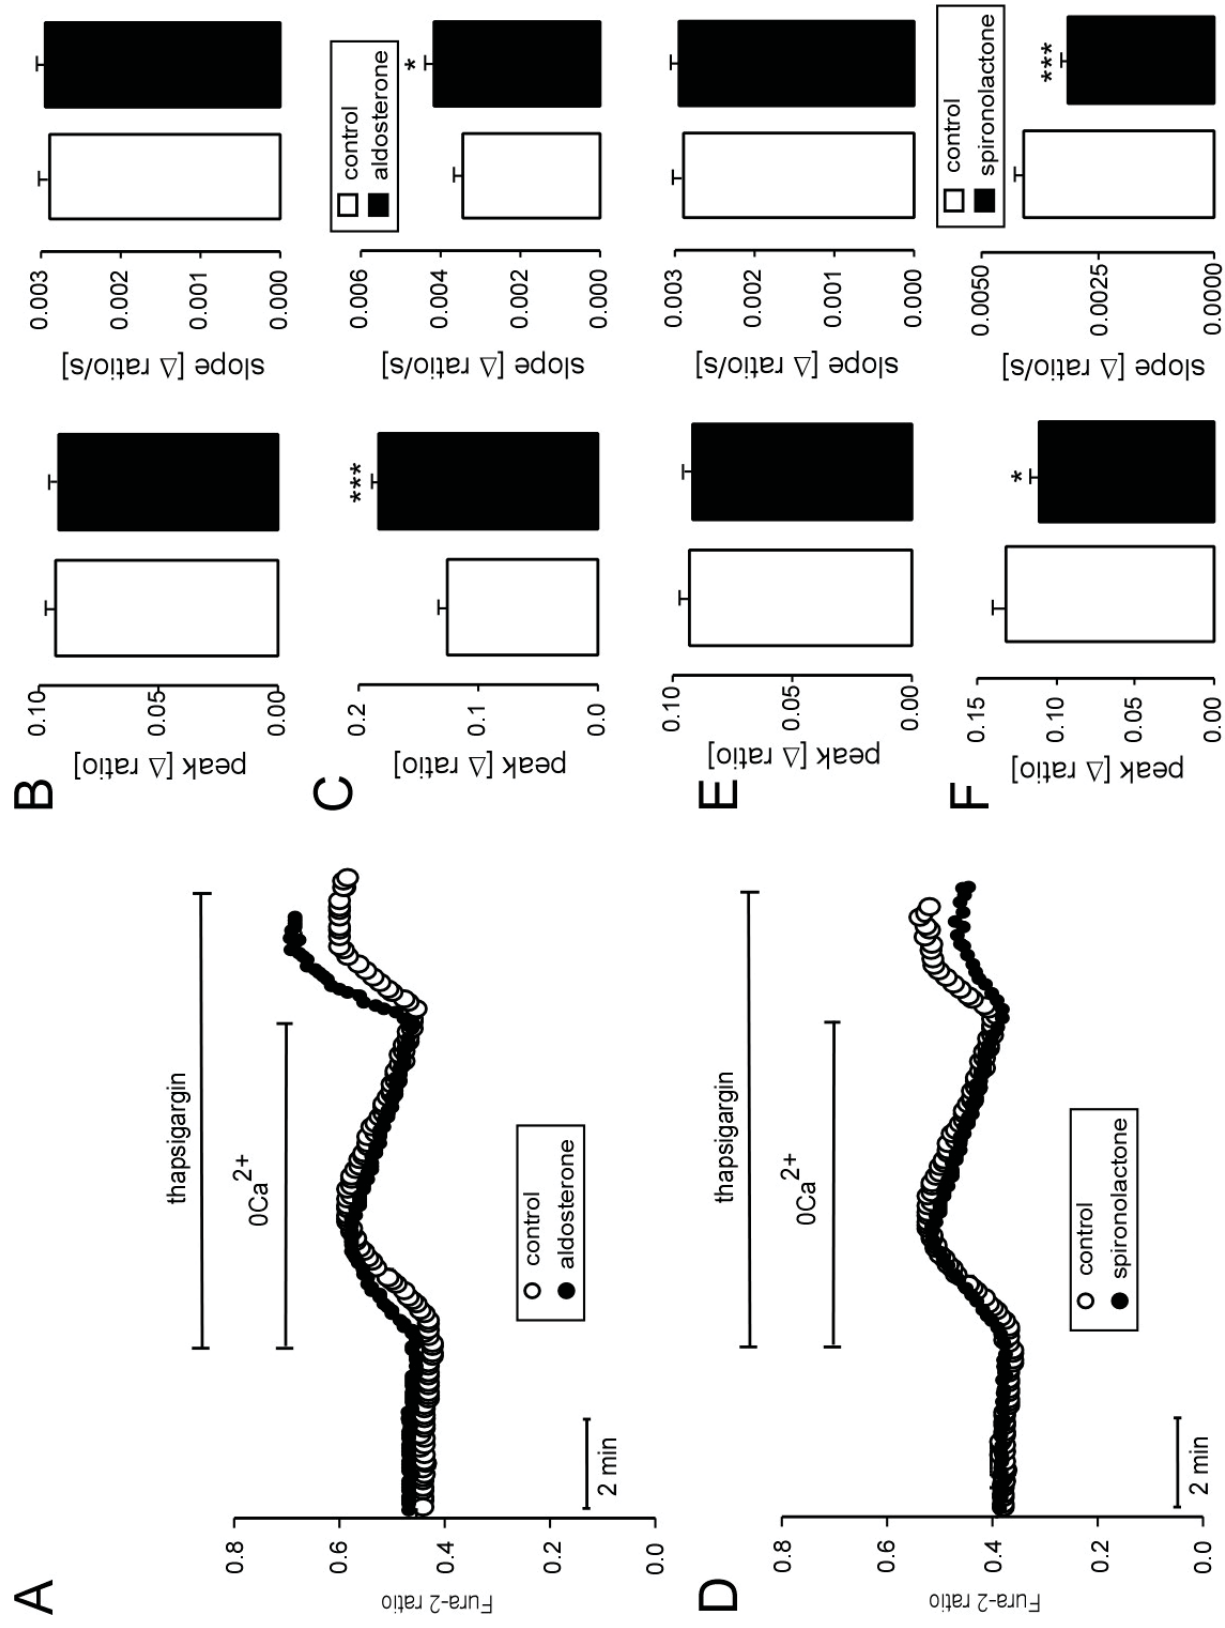 A
Fura-2 ratio
0.8
0.6
0.4
0.2
0.0
thapsigargin
0Ca2+
control
aldosterone
2 min
B
peak [Δ ratio]
0.10
0.05
0.00
slope [Δ ratio/s]
0.003
0.002
0.001
0.000
C
peak [Δ ratio]
0.2
0.1
0.0
***
slope [Δ ratio/s]
0.006
0.004
0.002
0.000
control
aldosterone
*
D
Fura-2 ratio
0.8
0.6
0.4
0.2
0.0
thapsigargin
0Ca2+
control
spironolactone
2 min
E
peak [Δ ratio]
0.10
0.05
0.00
slope [Δ ratio/s]
0.003
0.002
0.001
0.000
F
peak [Δ ratio]
0.15
0.10
0.05
0.00
*
slope [Δ ratio/s]
0.0050
0.0025
0.0000
control
spironolactone
***